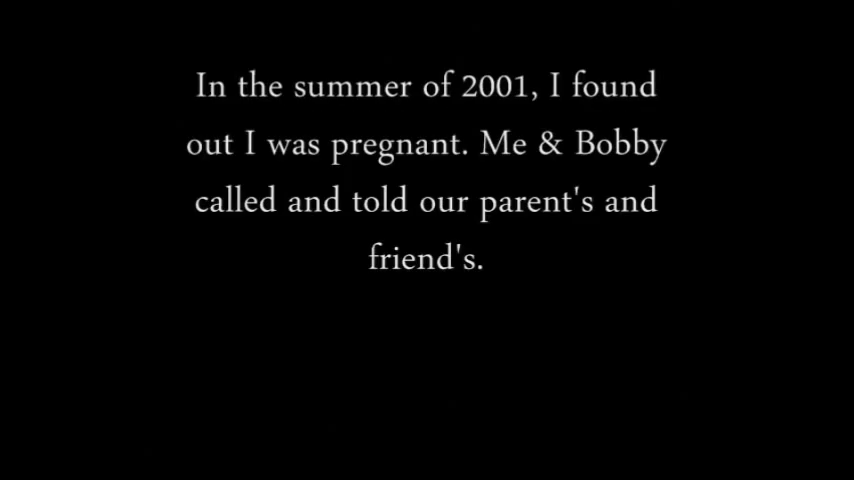 In the summer of 2001, I found
out I was pregnant. Me & Bobby
called and told our parent's and
friend's.